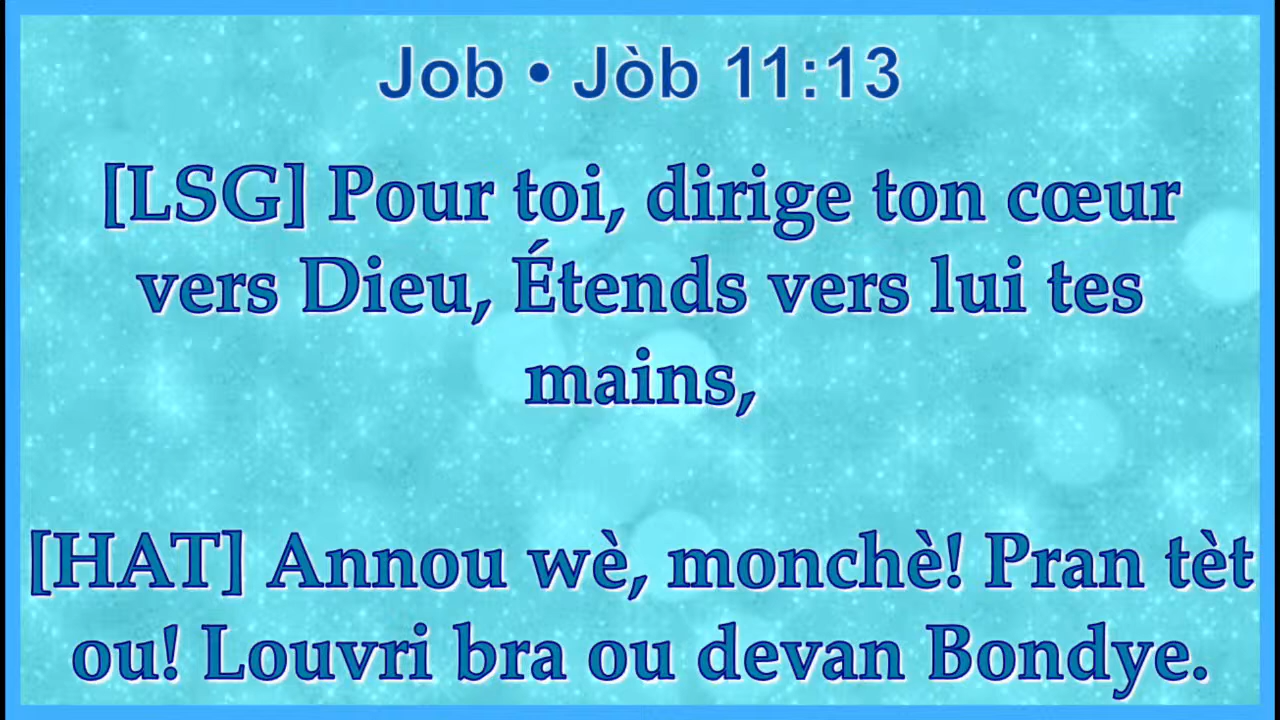 Job • Jòb 11:13
[LSG] Pour toi, dirige ton cœur
vers Dieu, Étends vers lui tes
mains,
[HAT] Annou wè, monchè! Pran tèt
ou! Louvri bra ou devan Bondye.